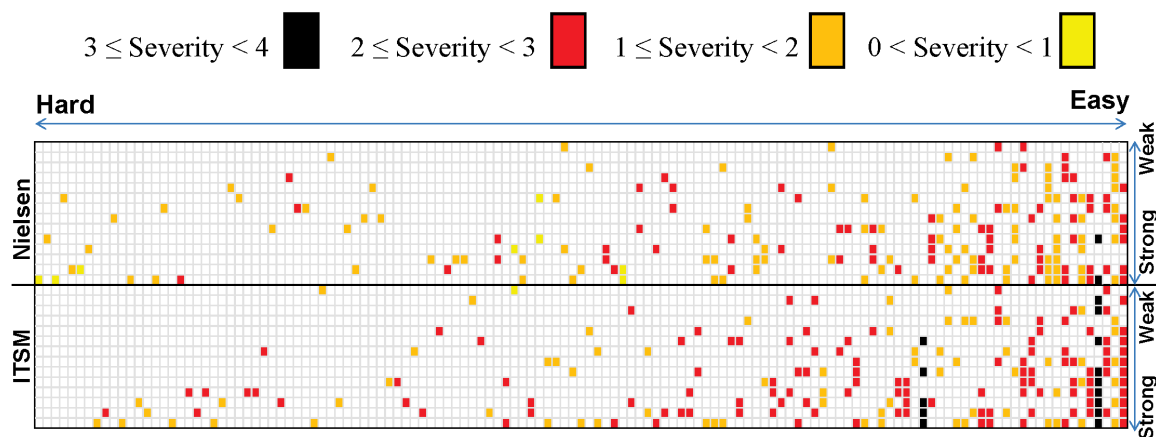 3 ≤ Severity < 4
2 ≤ Severity < 3
1 ≤ Severity < 2
0 < Severity < 1
Hard
Easy
Nielsen
Weak
Strong
ITSM
Weak
Strong